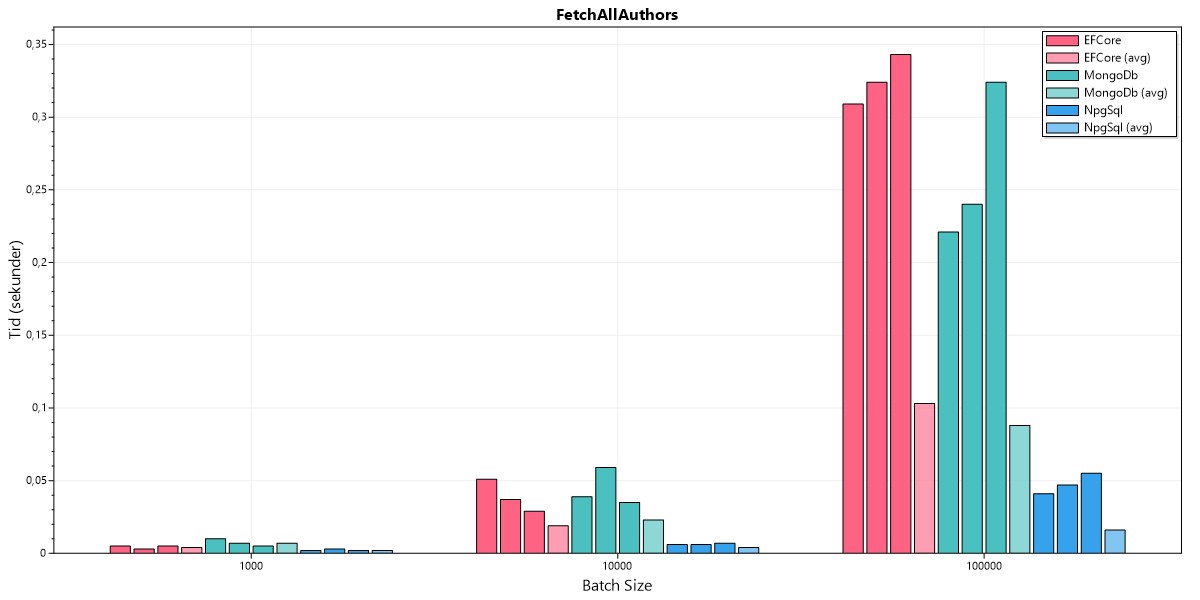 FetchAllAuthors
EFCore
EFCore (avg)
MongoDb
MongoDb (avg)
NpgSql
NpgSql (avg)
Tid (sekunder)
0,35
0,3
0,25
0,2
0,15
0,1
0,05
0
1000
10000
100000
Batch Size